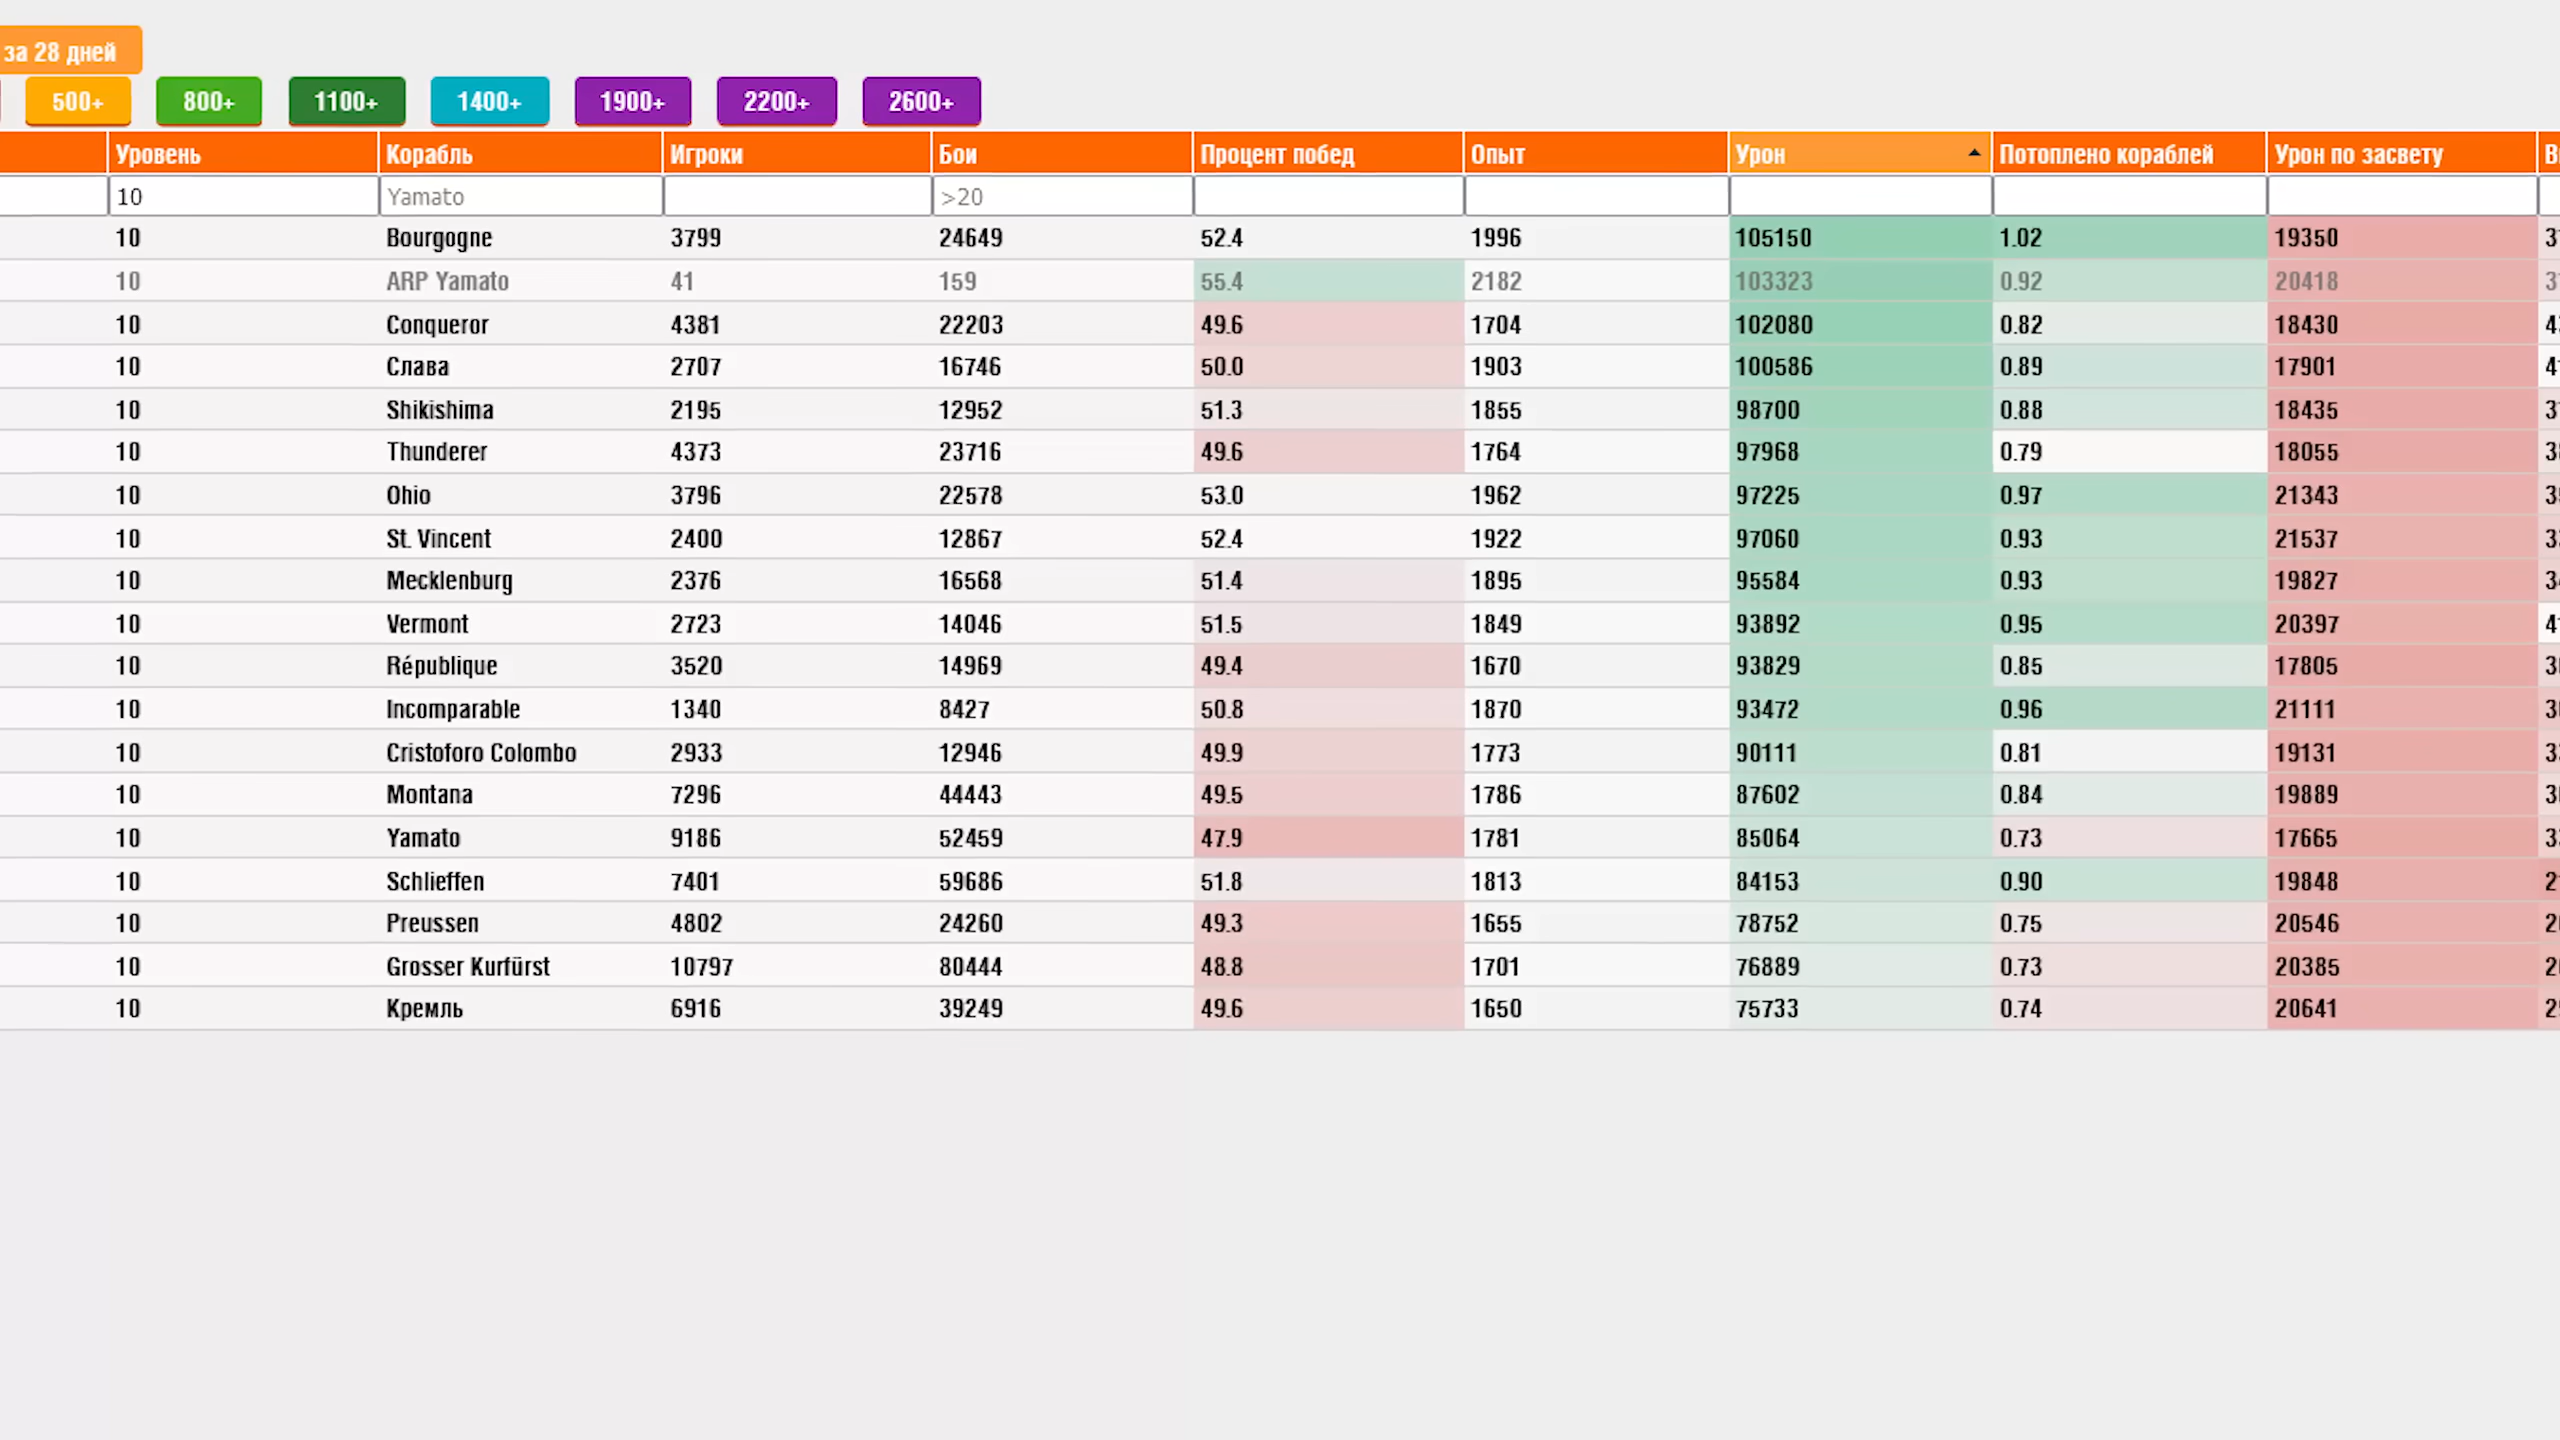 за 28 дней
500+ 800+ 1100+ 1400+ 1900+ 2200+ 2600+
Уровень Корабль Игроки Бои Процент побед Опыт Урон Потоплено кораблей Урон по засвету
10 Yamato >20
10 Bourgogne 3799 24649 52.4 1996 105150 1.02 19350
10 ARP Yamato 41 159 55.4 2182 103323 0.92 20418
10 Conqueror 4381 22203 49.6 1704 102080 0.82 18430
10 Слава 2707 16746 50.0 1903 100586 0.89 17901
10 Shikishima 2195 12952 51.3 1855 98700 0.88 18435
10 Thunderer 4373 23716 49.6 1764 97968 0.79 18055
10 Ohio 3796 22578 53.0 1962 97225 0.97 21343
10 St. Vincent 2400 12867 52.4 1922 97060 0.93 21537
10 Mecklenburg 2376 16568 51.4 1895 95584 0.93 19827
10 Vermont 2723 14046 51.5 1849 93892 0.95 20397
10 République 3520 14969 49.4 1670 93829 0.85 17805
10 Incomparable 1340 8427 50.8 1870 93472 0.96 21111
10 Cristoforo Colombo 2933 12946 49.9 1773 90111 0.81 19131
10 Montana 7296 44443 49.5 1786 87602 0.84 19889
10 Yamato 9186 52459 47.9 1781 85064 0.73 17665
10 Schlieffen 7401 59686 51.8 1813 84153 0.90 19848
10 Preussen 4802 24260 49.3 1655 78752 0.75 20546
10 Grosser Kurfürst 10797 80444 48.8 1701 76889 0.73 20385
10 Кремль 6916 39249 49.6 1650 75733 0.74 20641